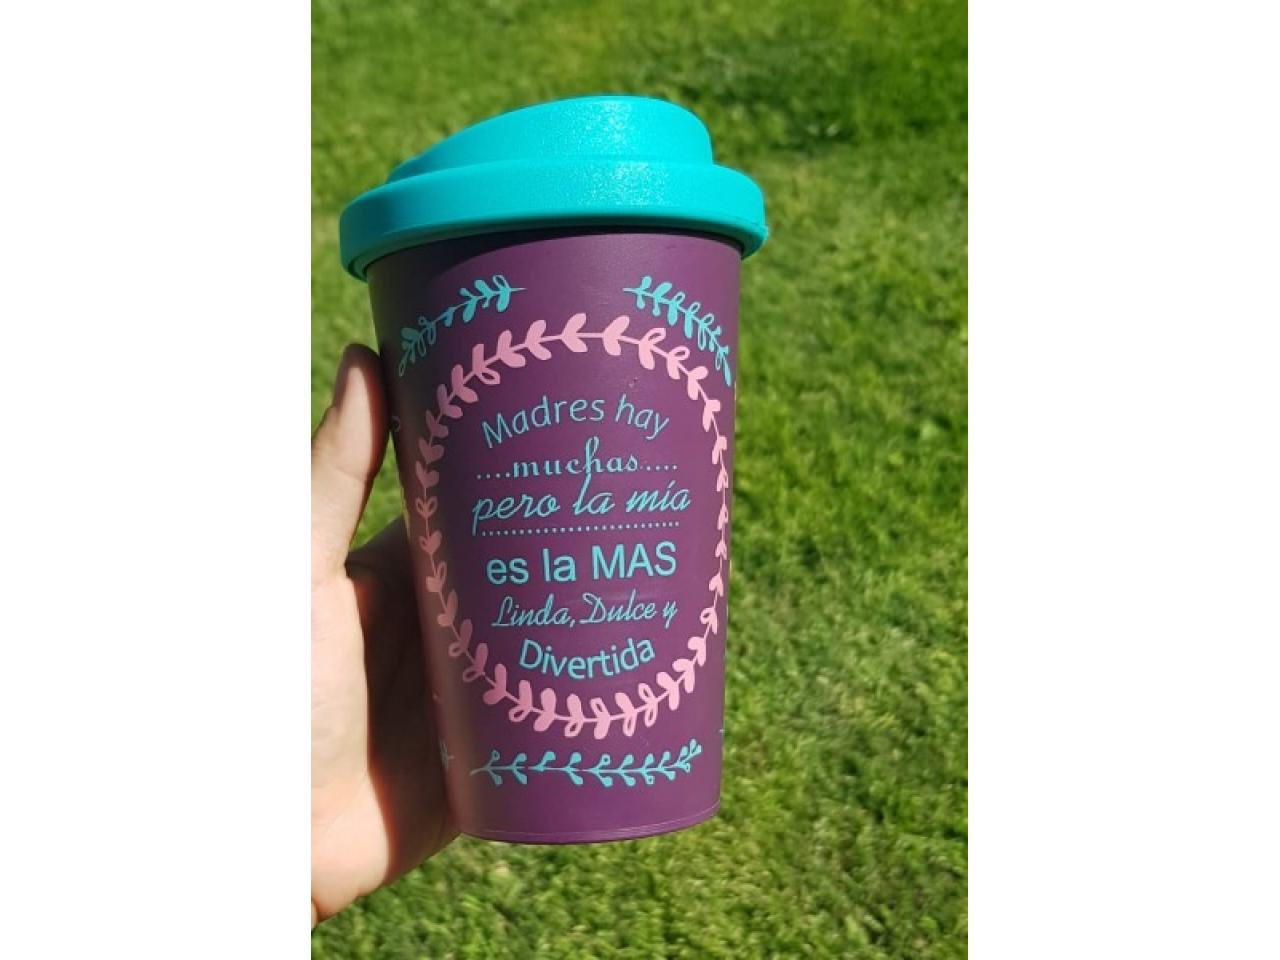 Madres hay
....muchas....
pero la mía
es la MAS
Linda, Dulce y
Divertida